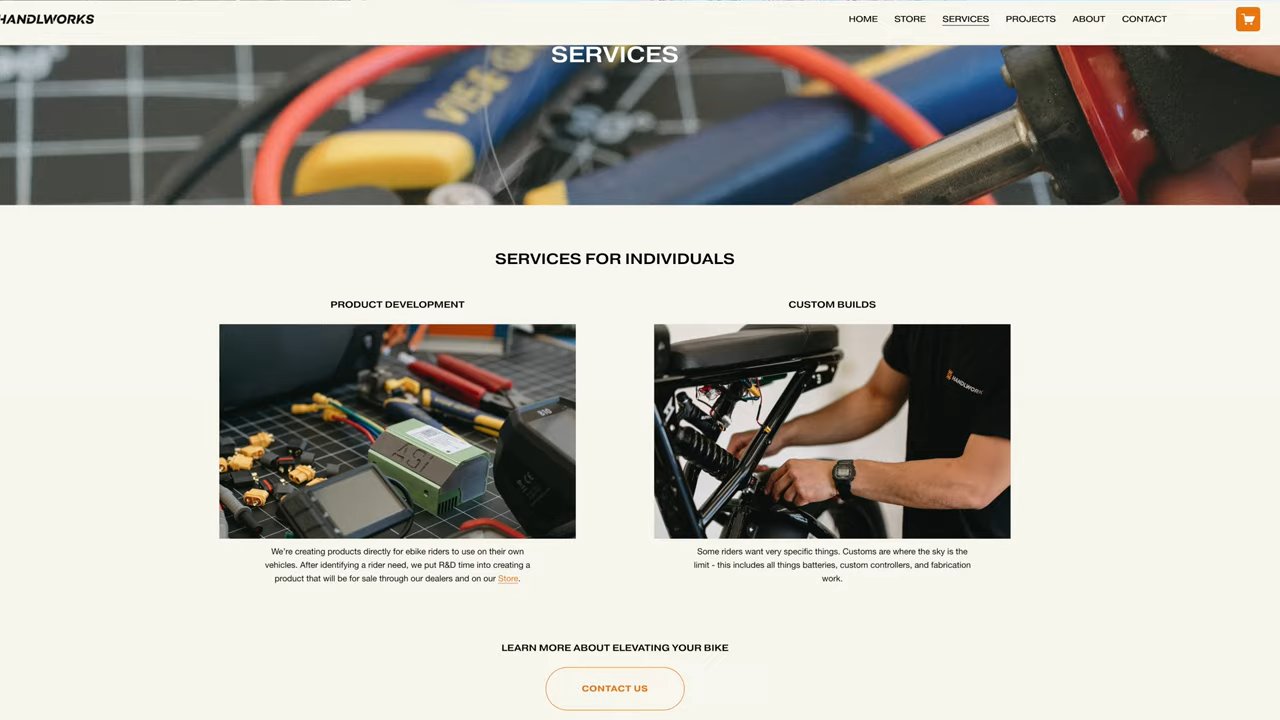 HANDLWORKS
HOME STORE SERVICES PROJECTS ABOUT CONTACT
SERVICES
VISE
SERVICES FOR INDIVIDUALS
PRODUCT DEVELOPMENT
CUSTOM BUILDS
ASI
810
HANDLWORK
We're creating products directly for ebike riders to use on their own
vehicles. After identifying a rider need, we put R&D time into creating a
product that will be for sale through our dealers and on our Store.
Some riders want very specific things. Customs are where the sky is the
limit - this includes all things batteries, custom controllers, and fabrication
work.
LEARN MORE ABOUT ELEVATING YOUR BIKE
CONTACT US